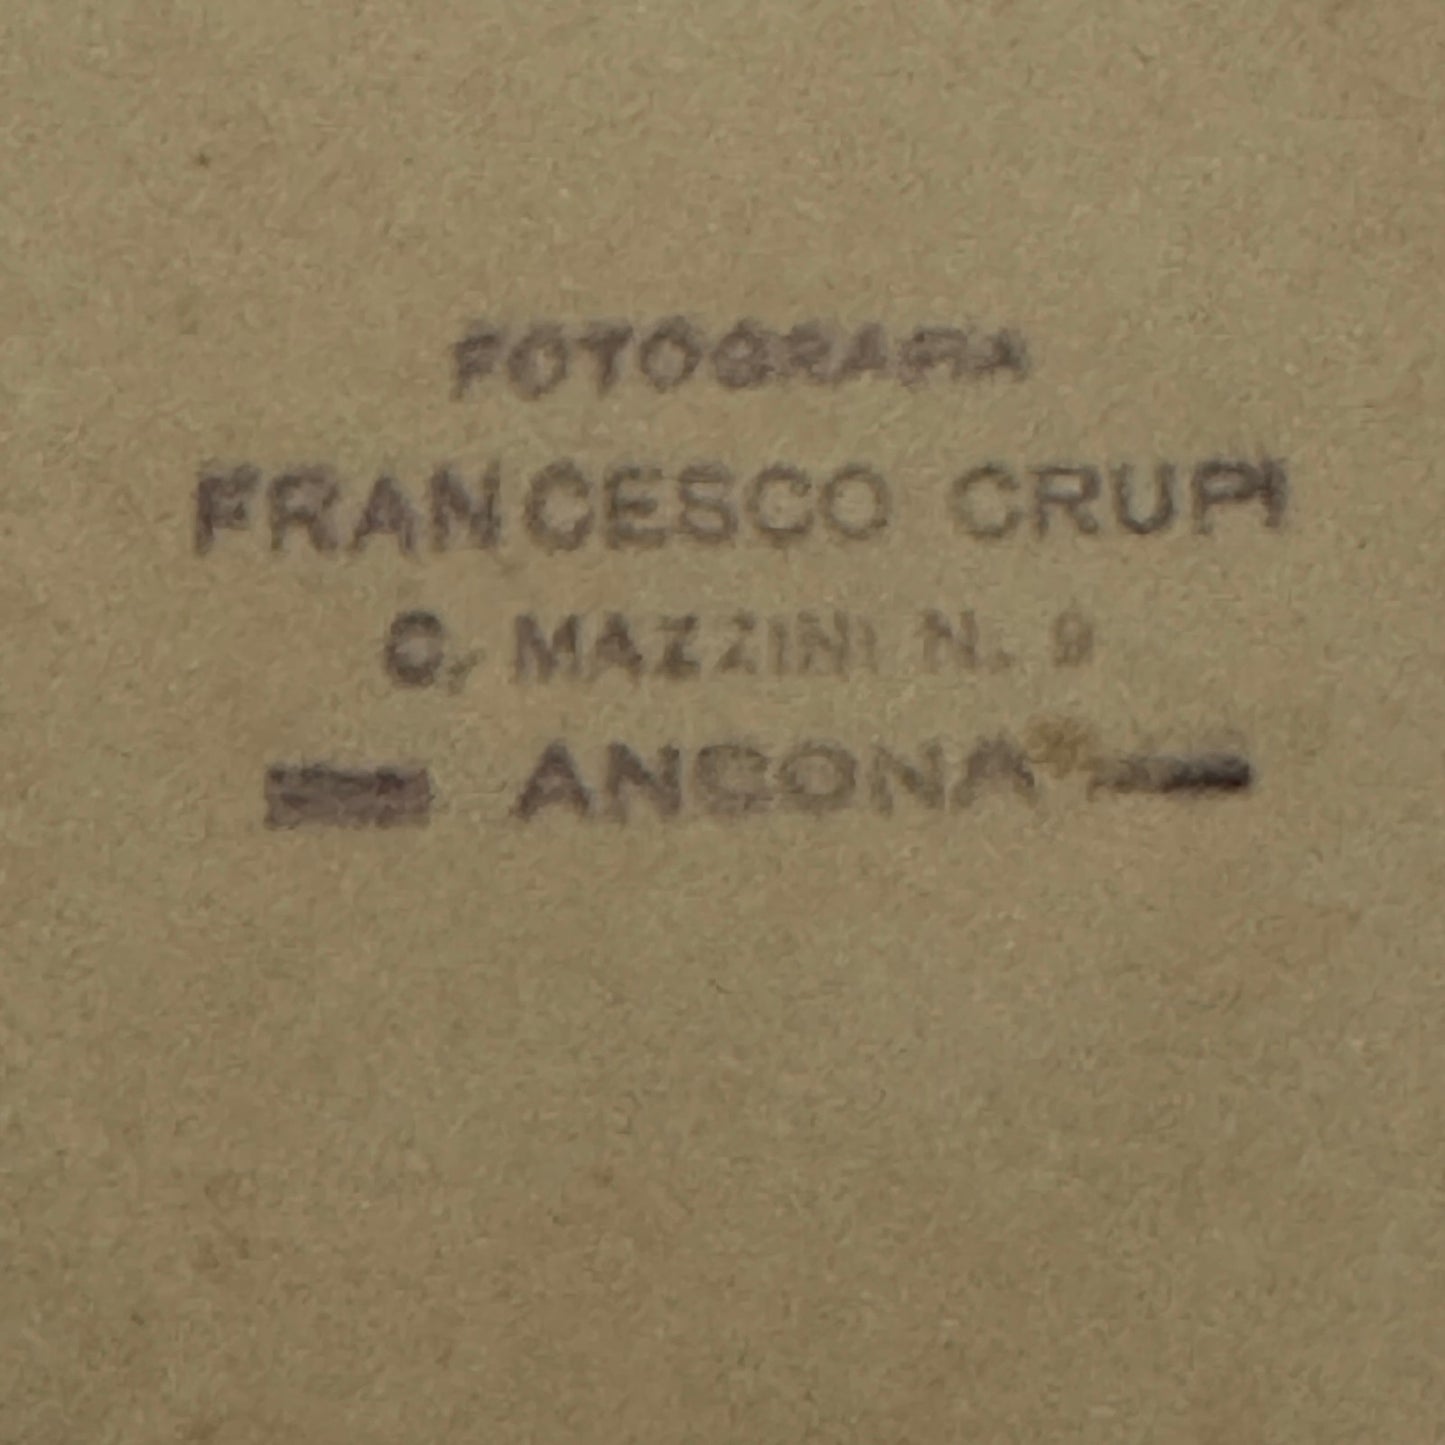 FOTOGRAFIA
FRANCESCO CRUPI
C. MAZZINI N. 9
ANCONA